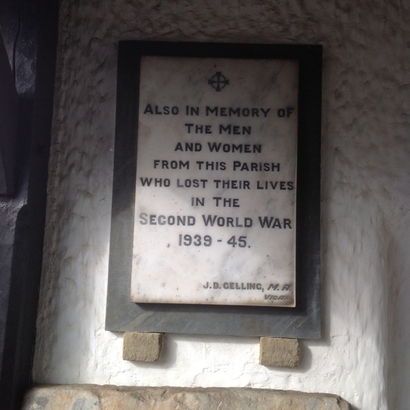 ALSO IN MEMORY OF
THE MEN
AND WOMEN
FROM THIS PARISH
WHO LOST THEIR LIVES
IN THE
SECOND WORLD WAR
1939 - 45.
J.D. GELLING,